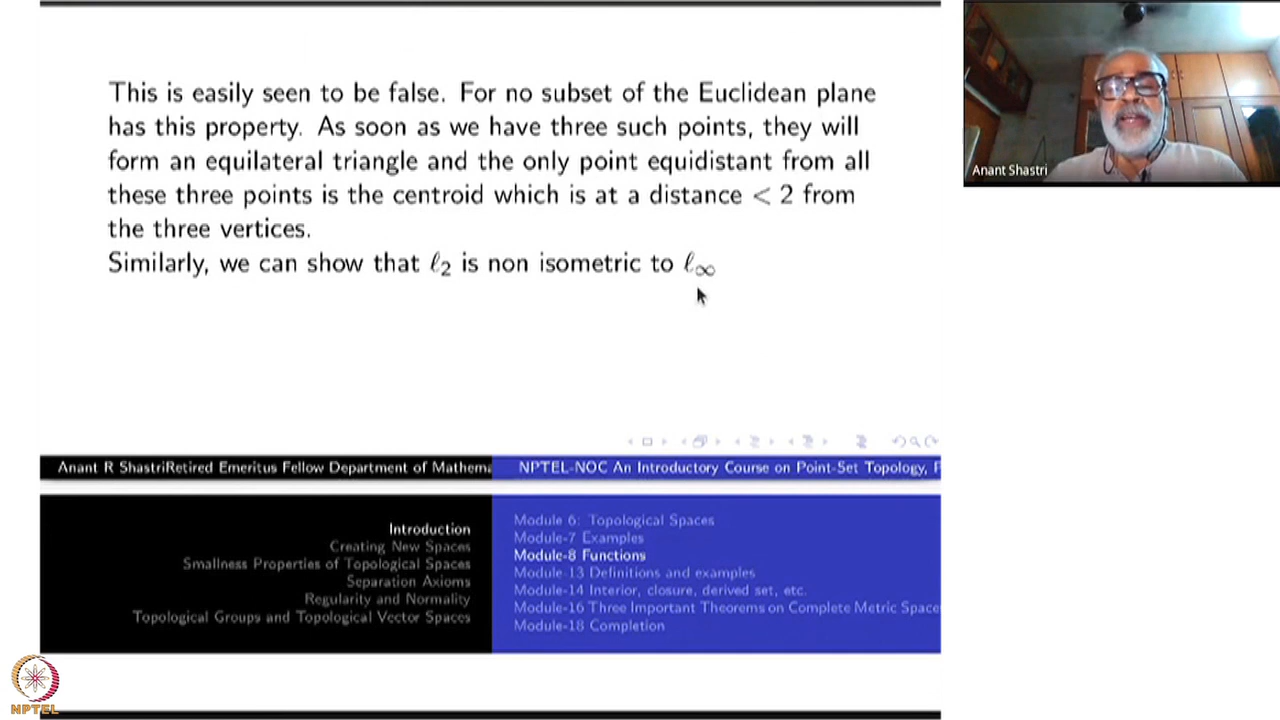 This is easily seen to be false. For no subset of the Euclidean plane
has this property. As soon as we have three such points, they will
form an equilateral triangle and the only point equidistant from all
these three points is the centroid which is at a distance < 2 from
the three vertices.
Similarly, we can show that ℓ₂ is non isometric to ℓ∞
Anant Shastri
Anant R ShastriRetired Emeritus Fellow Department of Mathema
NPTEL-NOC An Introductory Course on Point-Set Topology, P
Introduction
Creating New Spaces
Smallness Properties of Topological Spaces
Separation Axioms
Regularity and Normality
Topological Groups and Topological Vector Spaces
Module 6: Topological Spaces
Module-7 Examples
Module-8 Functions
Module-13 Definitions and examples
Module-14 Interior, closure, derived set, etc.
Module-16 Three Important Theorems on Complete Metric Space
Module-18 Completion
NPTEL